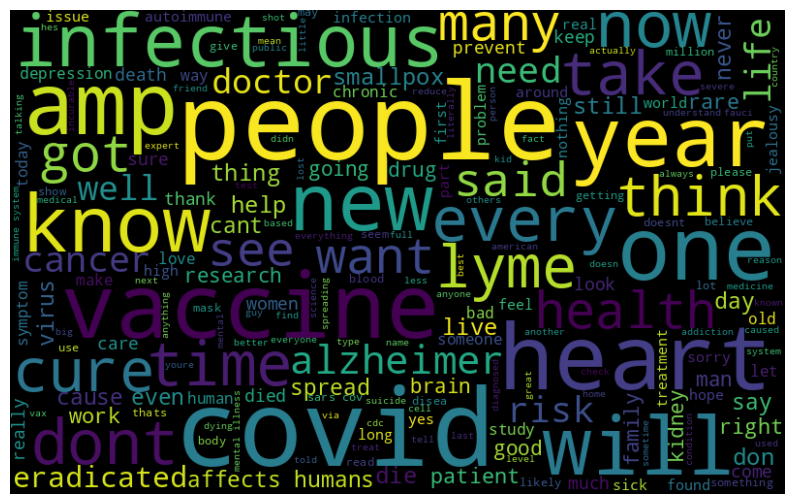 issue autoimmune shot may little infection many now never real million life
hes mean public give prevent keep
infectious
depression death way doctor smallpox need take
friend reduce chronic around literally incurable
amp people year
talking expert first problem nothing still world rare understand fauci severe country
today got sure thing didn fact going drug part person kid put jealousy
well thank lost test new said think
show medical help cant others getting always please
know based every doesnt believe
immune system everything seem full american doesn reason
cancer love see want lyme one
make next high research best look lot medicine known
vaccine blood less anyone health
virus anything women science spreading bad feel day
symptom big mask guy find someone live another addiction caused system old
care better everyone type name heart
cure use youre time mental alzheimer diagnosed great check sorry let
cause even human died spread brain risk home man treatment hope
really vax thats sars cov suicide disea cell family condition kidney say
dont work covid will
mental illness dying body via cdc yes long study level good sometime don right
told read treat tell last patient likely used come
eradicated affects humans die much sick found something